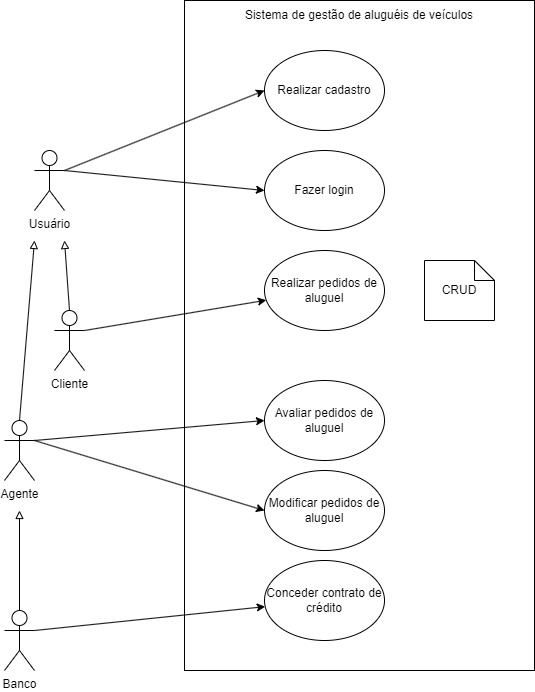 Sistema de gestão de aluguéis de veículos
Realizar cadastro
Fazer login
Usuário
Realizar pedidos de
aluguel
CRUD
Cliente
Avaliar pedidos de
aluguel
Agente
Modificar pedidos de
aluguel
Conceder contrato de
crédito
Banco